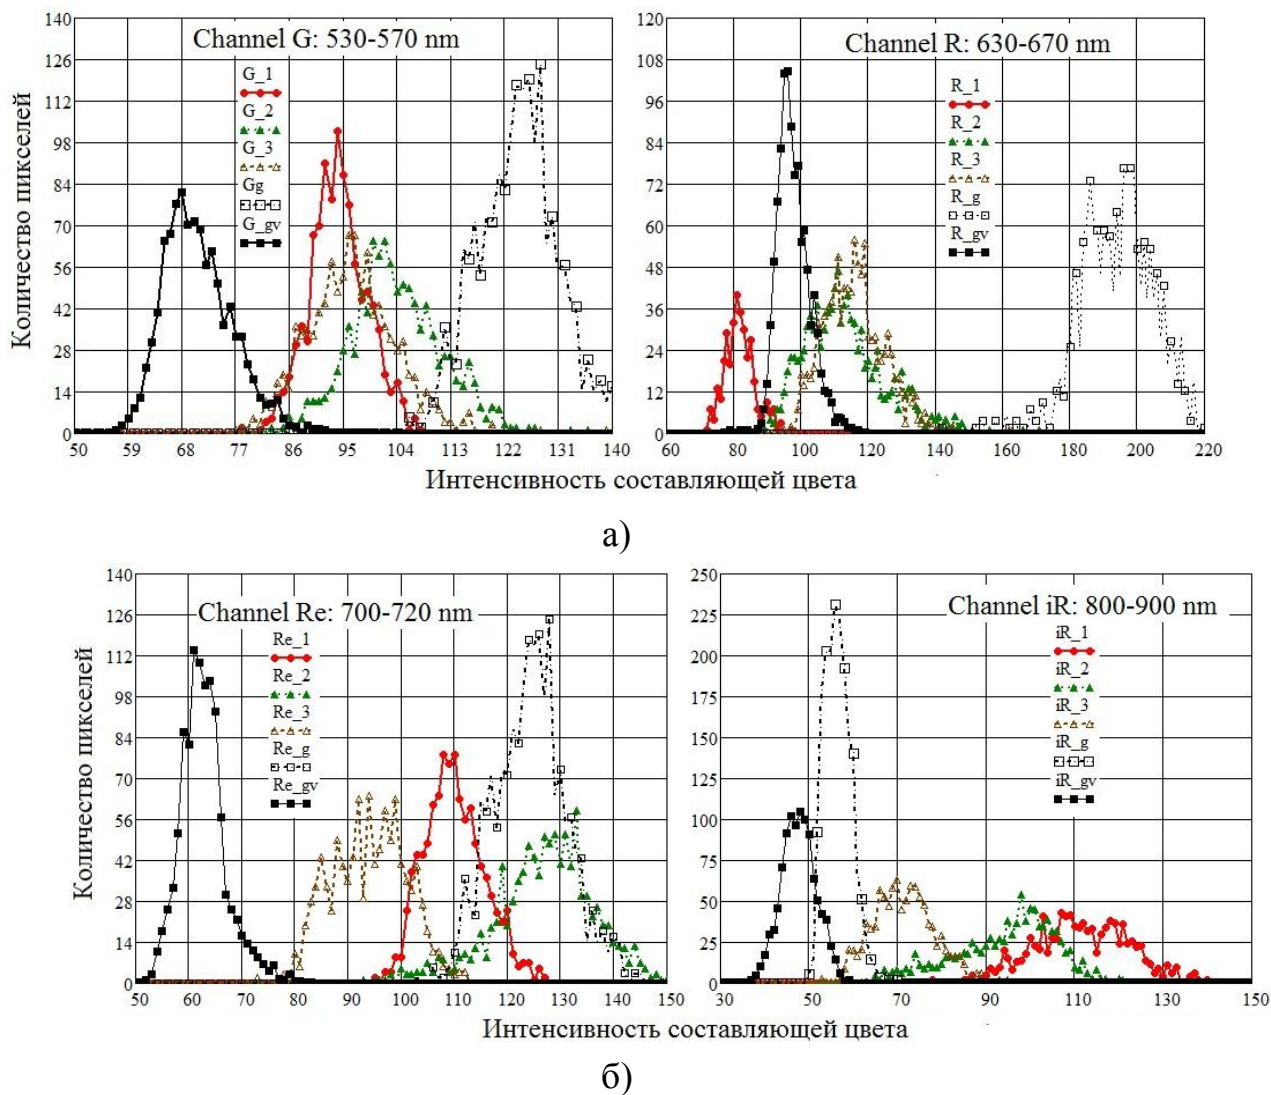 Channel G: 530-570 nm
140
126
112
98
84
70
56
42
28
14
0
G_1
G_2
G_3
Gg
G_gv
50 59 68 77 86 95 104 113 122 131 140
Количество пикселей
Channel R: 630-670 nm
120
108
96
84
72
60
48
36
24
12
0
R_1
R_2
R_3
R_g
R_gv
60 80 100 120 140 160 180 200 220
Интенсивность составляющей цвета
а)
Channel Re: 700-720 nm
140
126
112
98
84
70
56
42
28
14
0
Re_1
Re_2
Re_3
Re_g
Re_gv
50 60 70 80 90 100 110 120 130 140 150
Количество пикселей
Channel iR: 800-900 nm
250
225
200
175
150
125
100
75
50
25
0
iR_1
iR_2
iR_3
iR_g
iR_gv
30 50 70 90 110 130 150
Интенсивность составляющей цвета
б)